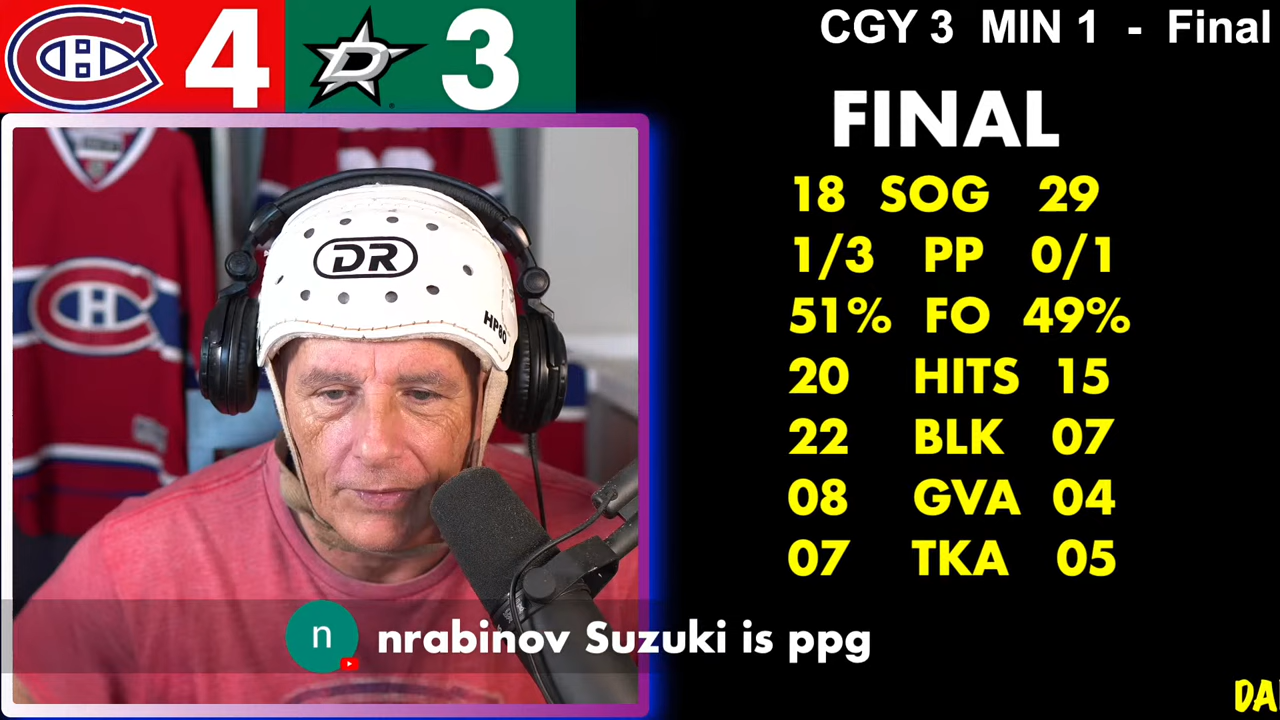 4 3
CGY 3 MIN 1 - Final
FINAL
18 SOG 29
1/3 PP 0/1
51% FO 49%
20 HITS 15
22 BLK 07
08 GVA 04
07 TKA 05
DR
HP80
n nrabinov Suzuki is ppg
DA